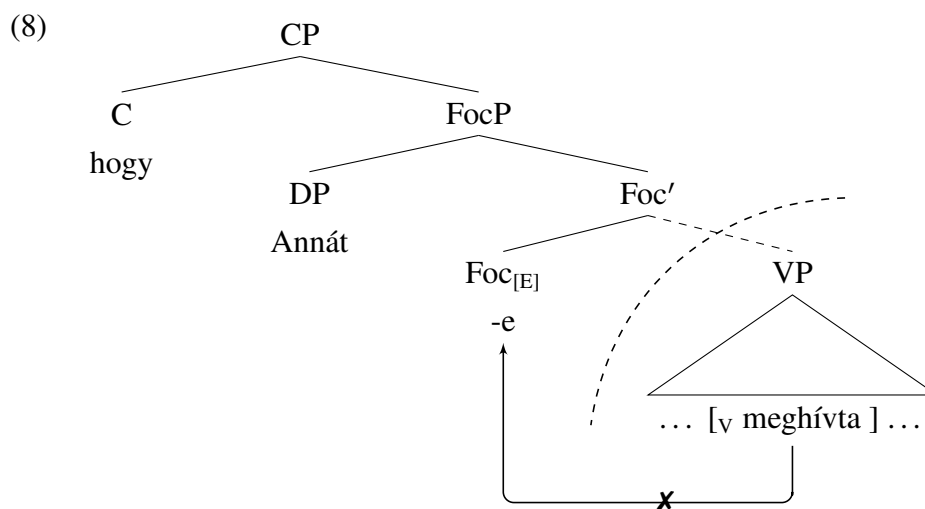 (8)
CP
C FocP
hogy
DP Foc′
Annát
Foc[E] VP
-e
… [V meghívta ] …
✗